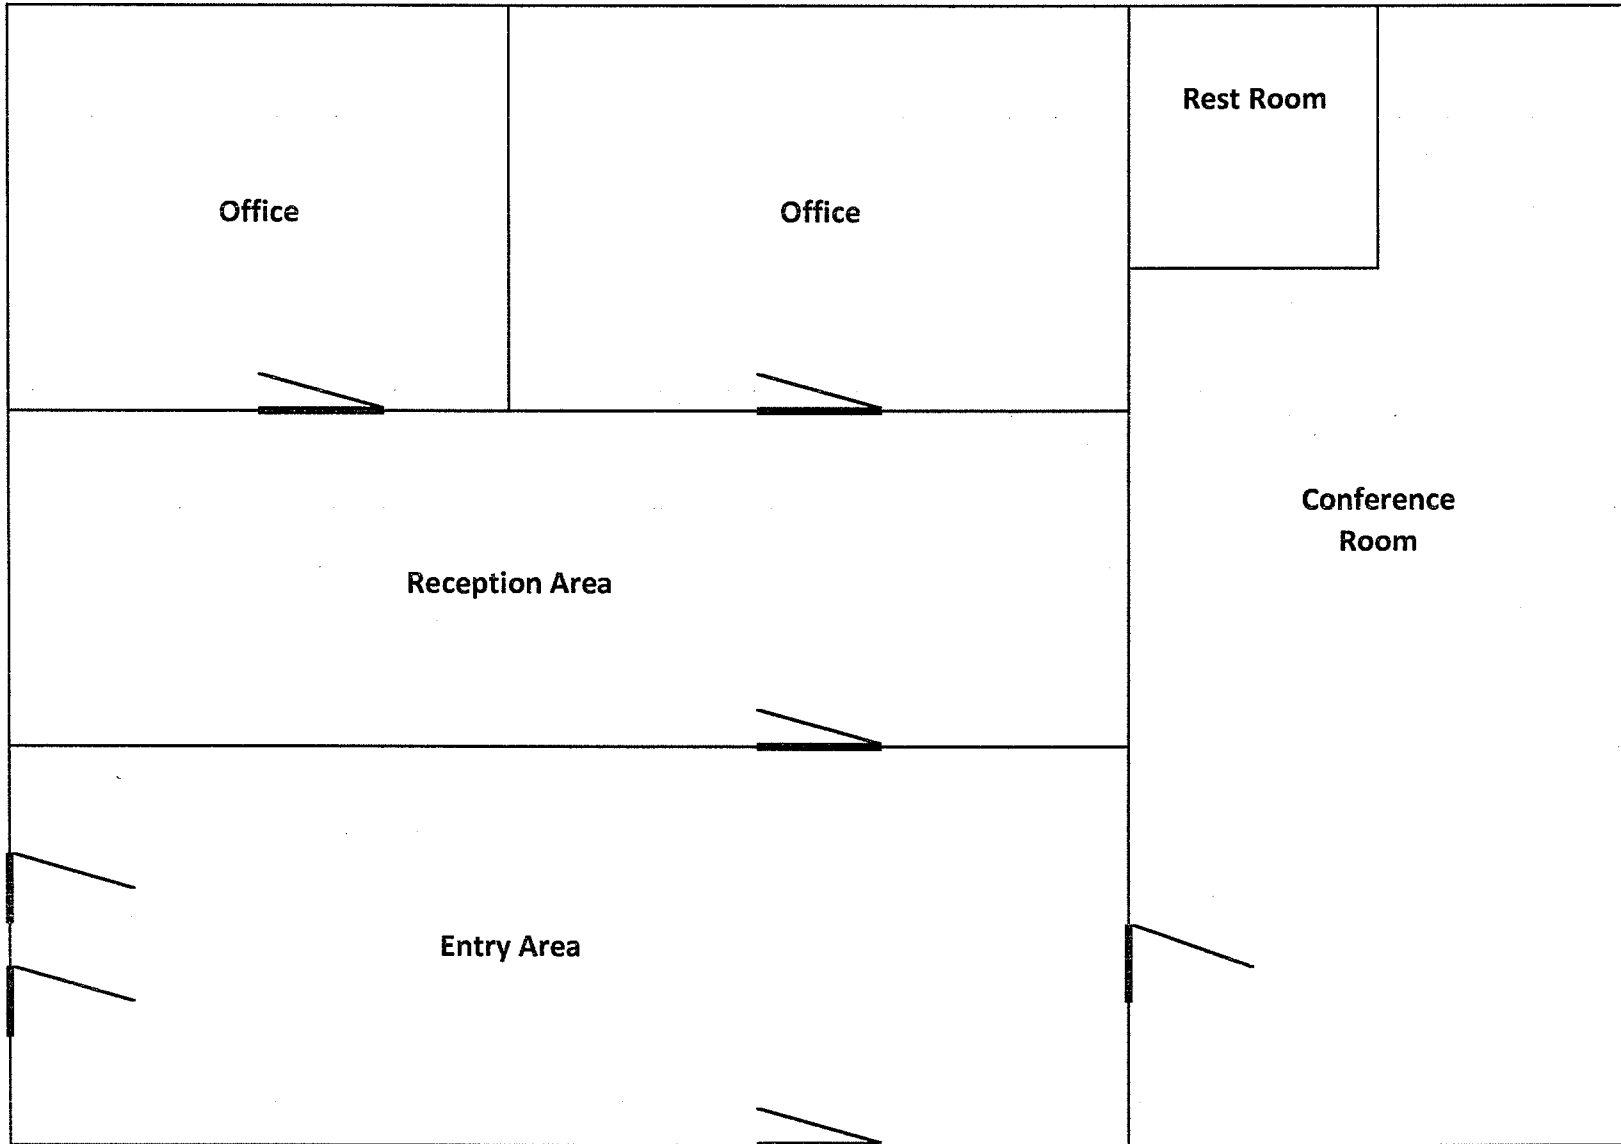 Rest Room
Office
Office
Conference
Room
Reception Area
Entry Area